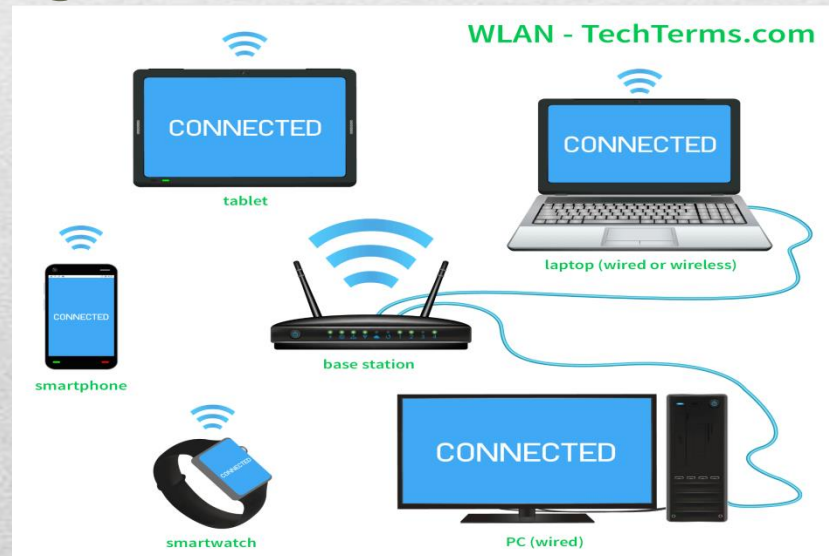 WLAN - TechTerms.com
CONNECTED
tablet
CONNECTED
laptop (wired or wireless)
CONNECTED
smartphone
base station
CONNECTED
smartwatch
CONNECTED
PC (wired)